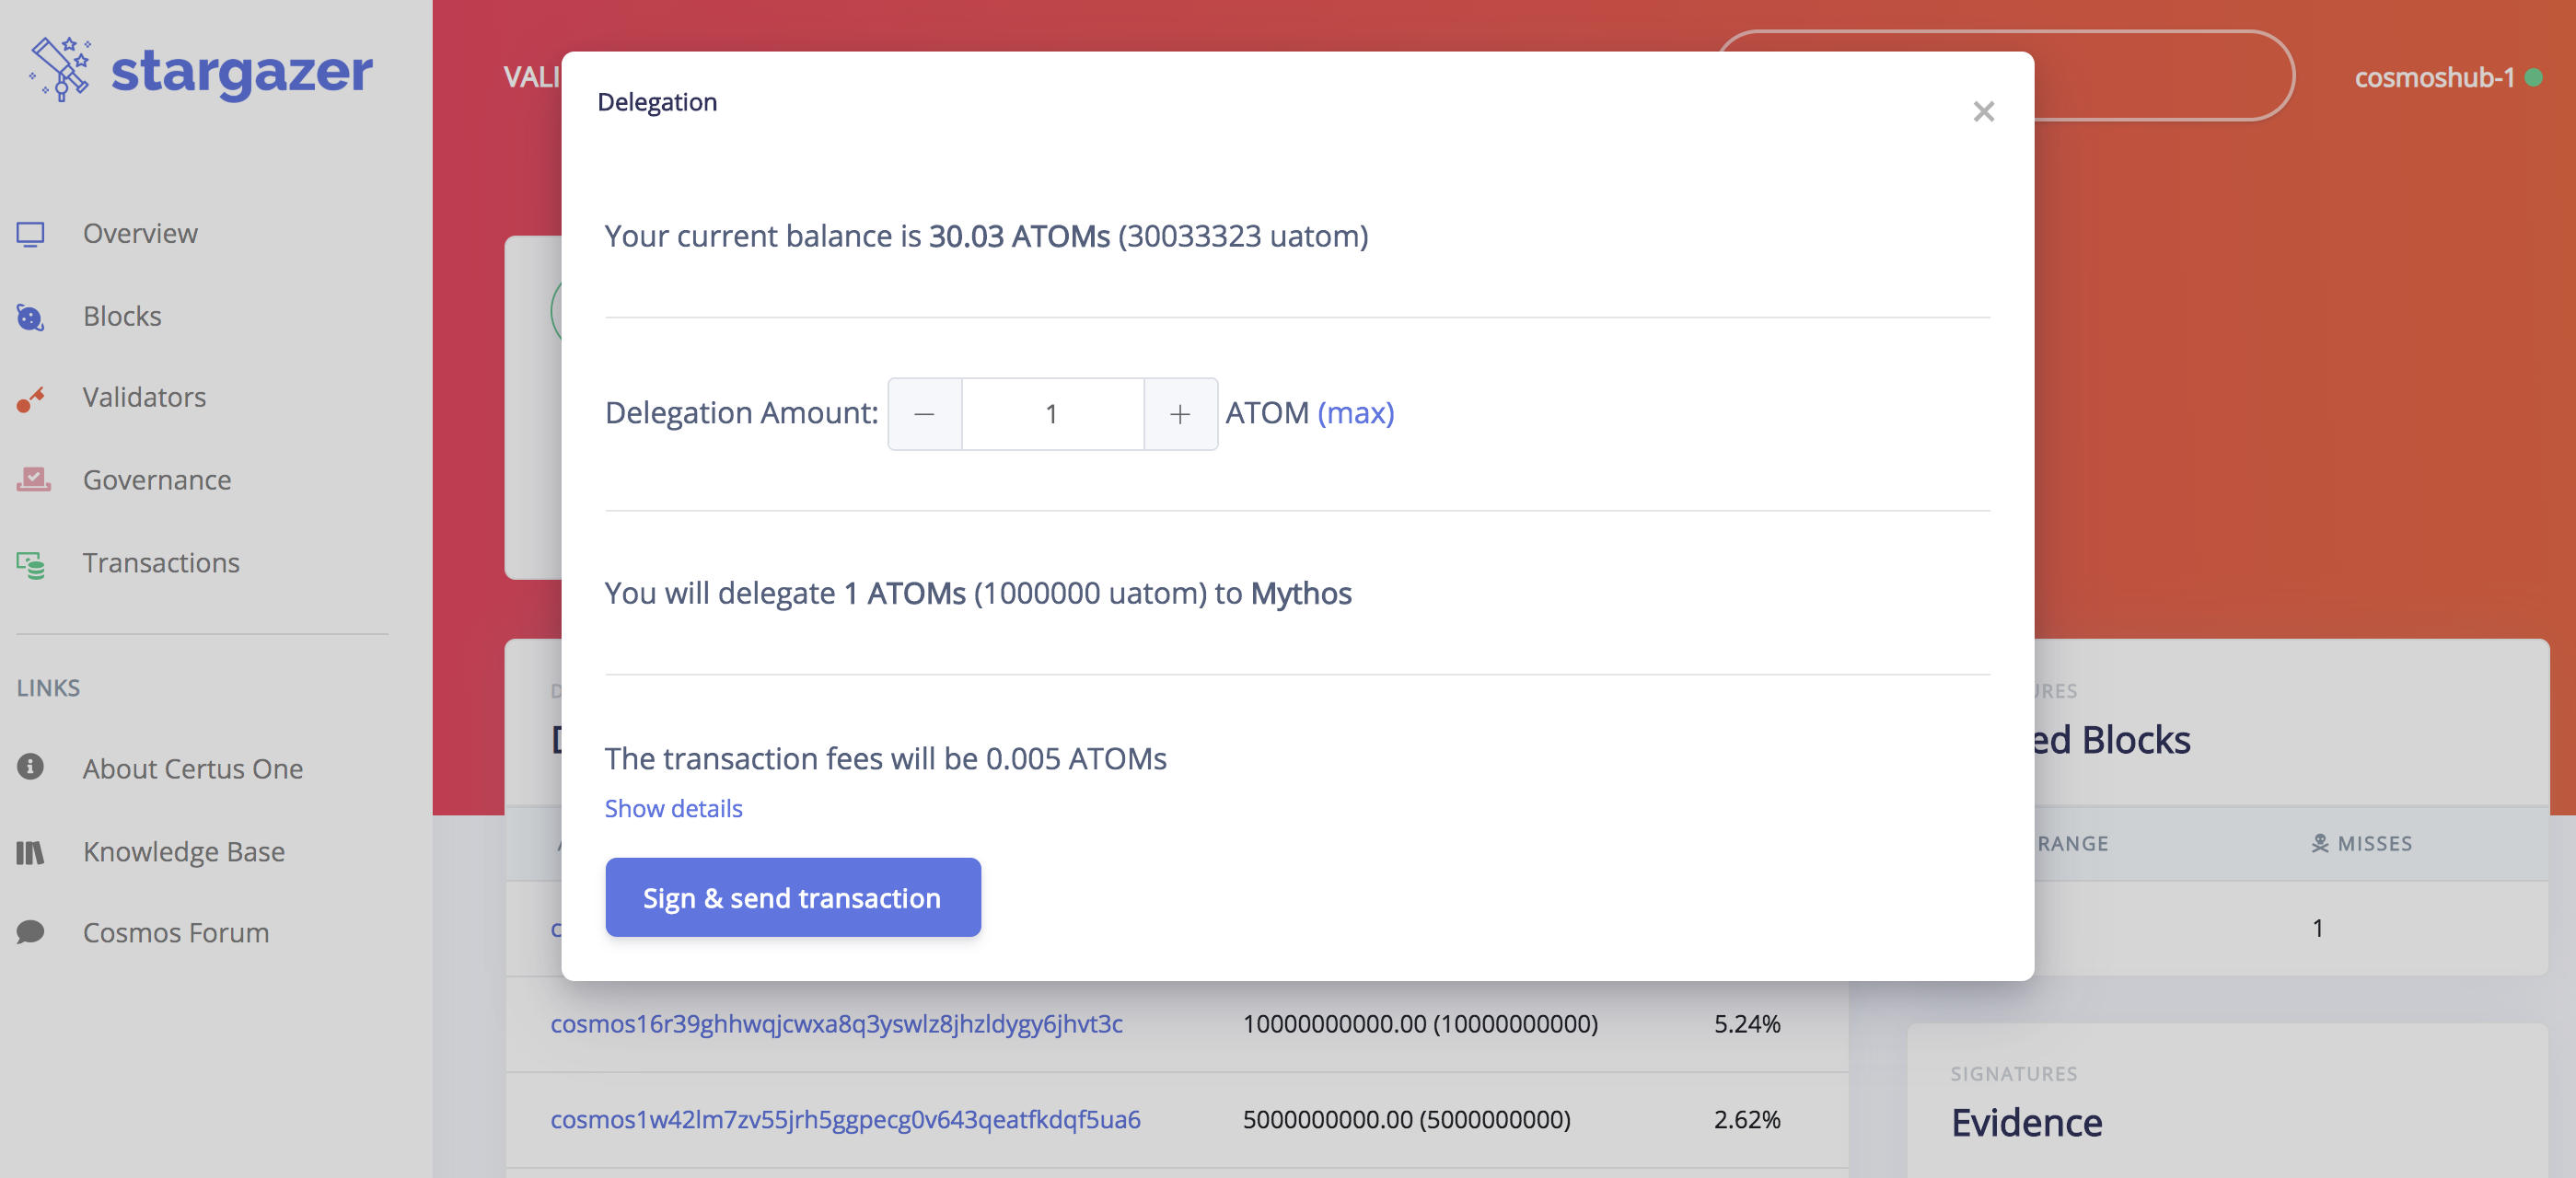 stargazer
Overview
Blocks
Validators
Governance
Transactions
LINKS
About Certus One
Knowledge Base
Cosmos Forum
cosmoshub-1
Delegation
×
Your current balance is 30.03 ATOMs (30033323 uatom)
Delegation Amount: − 1 + ATOM (max)
You will delegate 1 ATOMs (1000000 uatom) to Mythos
The transaction fees will be 0.005 ATOMs
Show details
Sign & send transaction
cosmos16r39ghhwqjcwxa8q3yswlz8jhzldygy6jhvt3c 10000000000.00 (10000000000) 5.24%
cosmos1w42lm7zv55jrh5ggpecg0v643qeatfkdqf5ua6 5000000000.00 (5000000000) 2.62%
Blocks
RANGE MISSES
1
SIGNATURES
Evidence